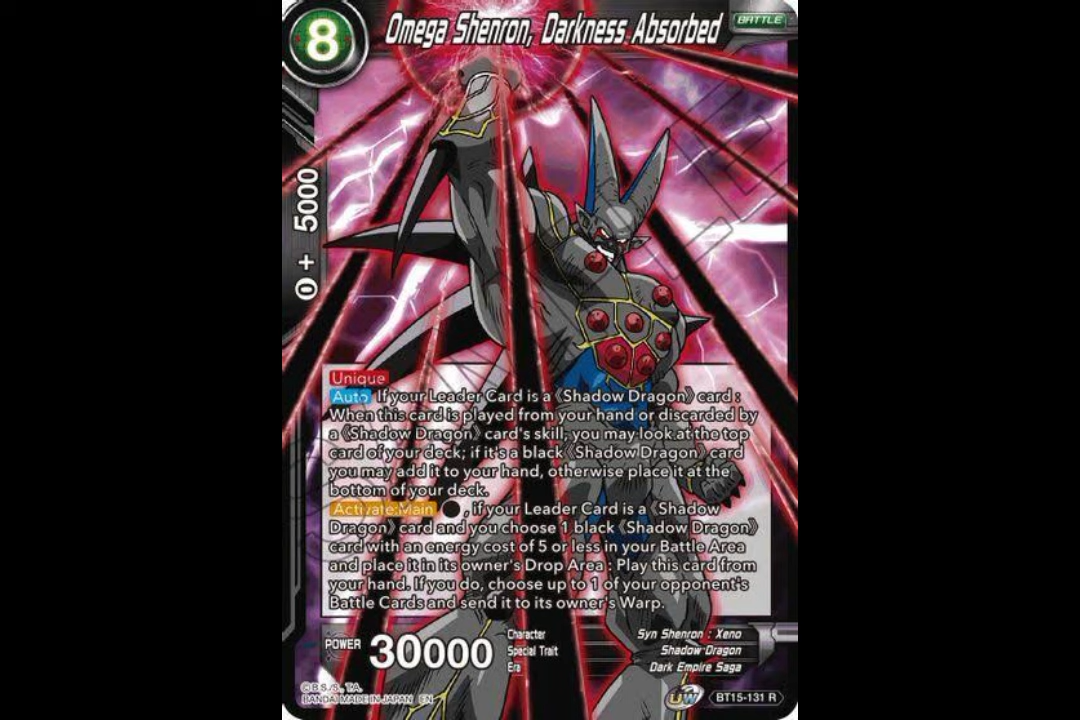 8
Omega Shenron, Darkness Absorbed
BATTLE
0 + 5000
Unique
Auto If your Leader Card is a 《Shadow Dragon》 card :
When this card is played from your hand or discarded by
a 《Shadow Dragon》 card's skill, you may look at the top
card of your deck; if it's a black 《Shadow Dragon》 card
you may add it to your hand, otherwise place it at the
bottom of your deck.
Activate:Main , if your Leader Card is a 《Shadow
Dragon》 card and you choose 1 black 《Shadow Dragon》
card with an energy cost of 5 or less in your Battle Area
and place it in its owner's Drop Area : Play this card from
your hand. If you do, choose up to 1 of your opponent's
Battle Cards and send it to its owner's Warp.
POWER 30000
Character Syn Shenron : Xeno
Special Trait Shadow Dragon
Era Dark Empire Saga
©B.S./S., T.A.
BANDAI MADE IN JAPAN EN
UW BT15-131 R